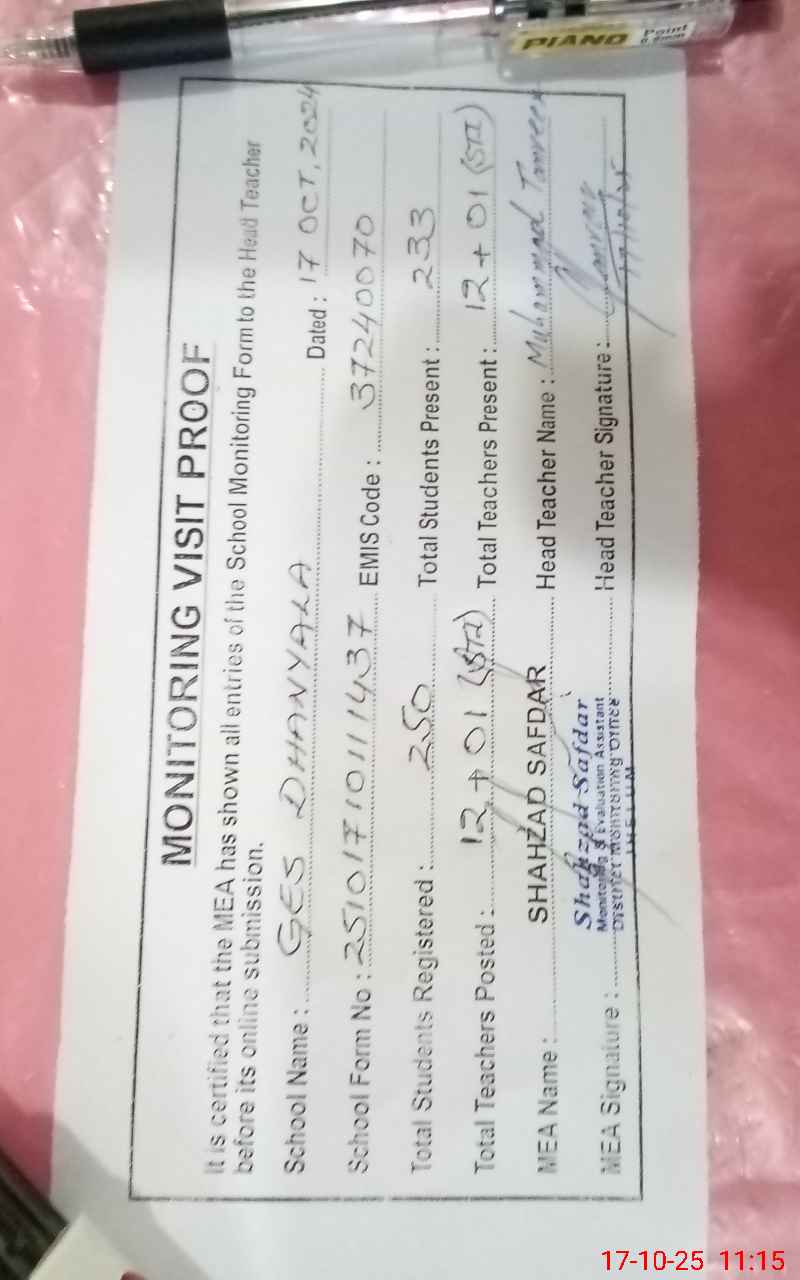 PIANO Point 0.8mm
MONITORING VISIT PROOF
It is certified that the MEA has shown all entries of the School Monitoring Form to the Head Teacher
before its online submission.
School Name : GES DHANYALA Dated : 17 OCT, 2024
School Form No : 251017101111437 EMIS Code : 37240070
Total Students Registered : 250 Total Students Present : 233
Total Teachers Posted : 12 + 01 (STI) Total Teachers Present : 12 + 01 (STI)
MEA Name : SHAHZAD SAFDAR Head Teacher Name : Muhammad Tanveer
Shahzad Safdar
Monitoring & Evaluation Assistant
District Monitoring Office
MEA Signature : Head Teacher Signature :
JHELUM
17-10-25 11:15